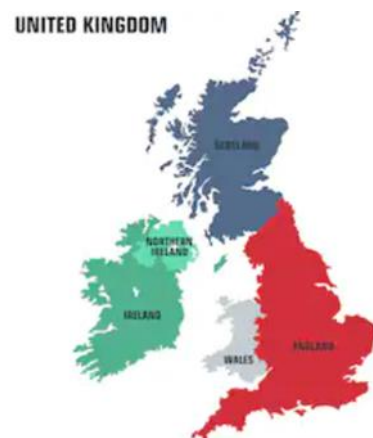 UNITED KINGDOM
SCOTLAND
NORTHERN
IRELAND
IRELAND
WALES
ENGLAND